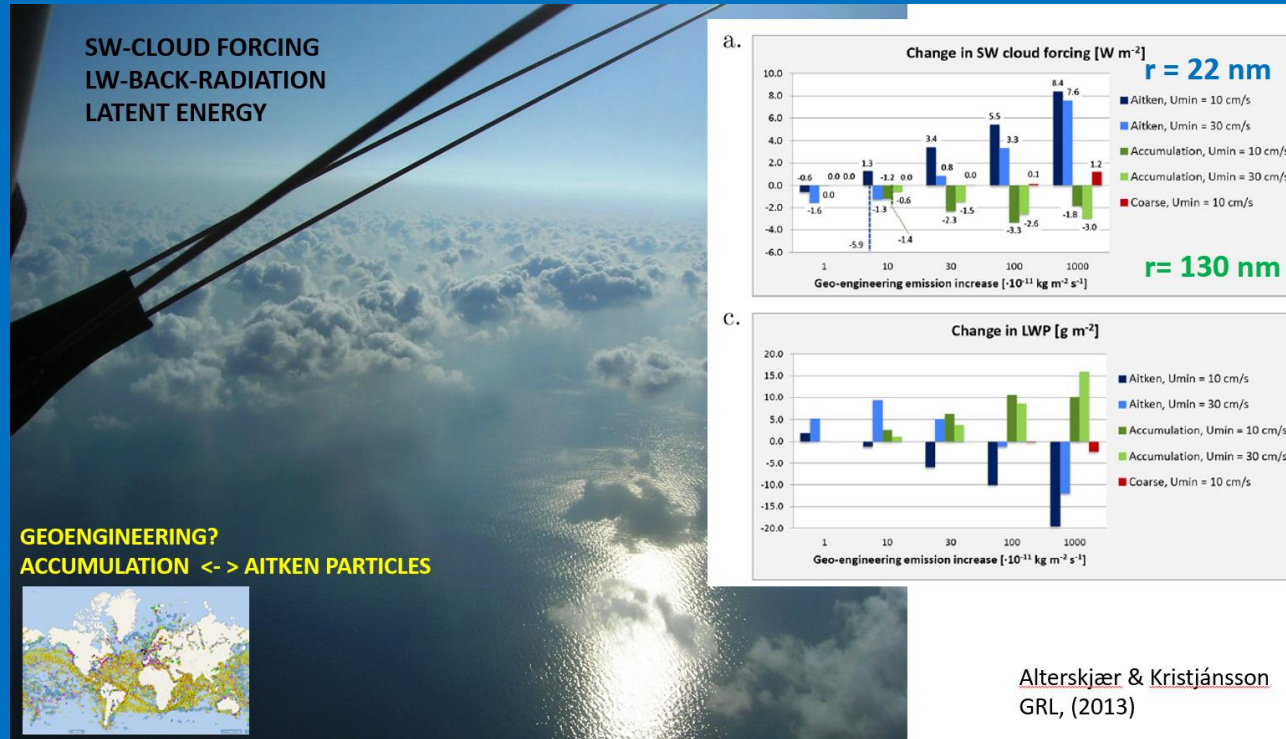 SW-CLOUD FORCING
LW-BACK-RADIATION
LATENT ENERGY
GEOENGINEERING?
ACCUMULATION <- > AITKEN PARTICLES
a.
Change in SW cloud forcing [W m⁻²]
r = 22 nm
10.0
8.0
6.0
4.0
2.0
0.0
-2.0
-4.0
-6.0
-0.6
-1.6
0.0
0.0 0.0
1.3
-5.9
-1.3
-1.2
-1.4
0.0
-0.6
3.4
0.8
-2.3
-1.5
0.0
5.5
3.3
-3.3
-2.6
0.1
8.4
7.6
-1.8
-3.0
1.2
1 10 30 100 1000
Geo-engineering emission increase [·10⁻¹¹ kg m⁻² s⁻¹]
Aitken, Umin = 10 cm/s
Aitken, Umin = 30 cm/s
Accumulation, Umin = 10 cm/s
Accumulation, Umin = 30 cm/s
Coarse, Umin = 10 cm/s
r= 130 nm
c.
Change in LWP [g m⁻²]
20.0
15.0
10.0
5.0
0.0
-5.0
-10.0
-15.0
-20.0
1 10 30 100 1000
Geo-engineering emission increase [·10⁻¹¹ kg m⁻² s⁻¹]
Aitken, Umin = 10 cm/s
Aitken, Umin = 30 cm/s
Accumulation, Umin = 10 cm/s
Accumulation, Umin = 30 cm/s
Coarse, Umin = 10 cm/s
Alterskjær & Kristjánsson
GRL, (2013)